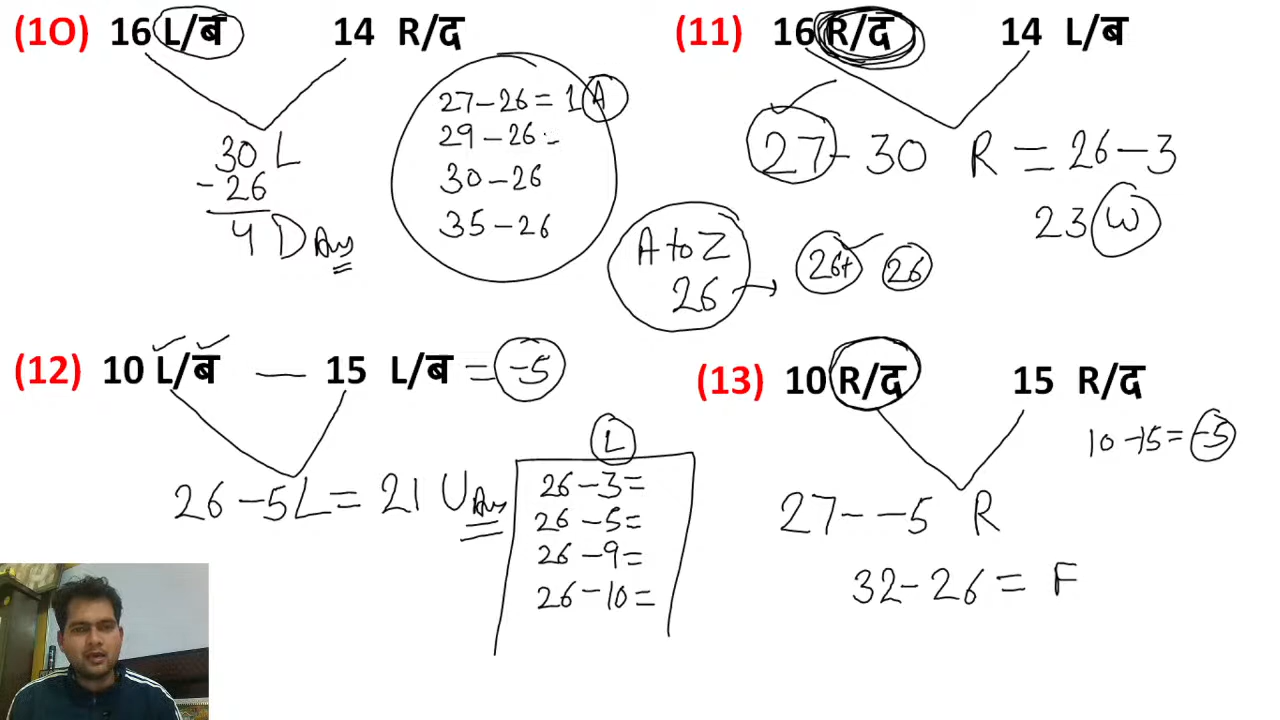 (10) 16 L/ब 14 R/द
30 L
- 26
4 D Ans
27-26= 1 A
29-26=
30-26
35-26
A to Z
26 → 26+ 26
(11) 16 R/द 14 L/ब
27 - 30 R = 26-3
23 W
(12) 10 L/ब — 15 L/ब = -5
26-5L = 21 U Ans
L
26-3=
26-5=
26-9=
26-10=
(13) 10 R/द 15 R/द
10-15= -5
27- -5 R
32-26= F